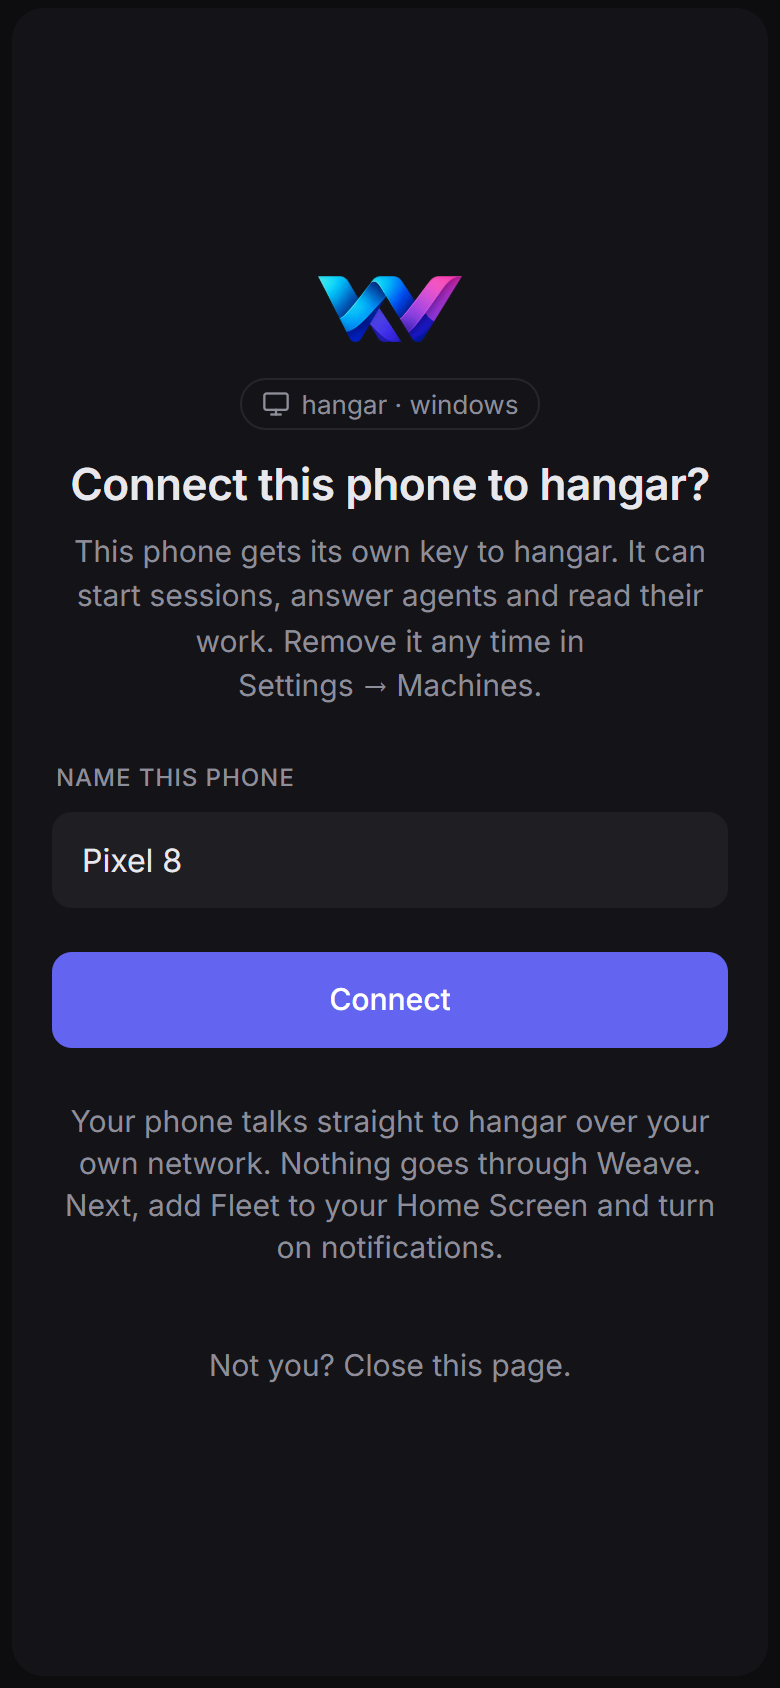 hangar · windows
Connect this phone to hangar?
This phone gets its own key to hangar. It can
start sessions, answer agents and read their
work. Remove it any time in
Settings → Machines.
NAME THIS PHONE
Pixel 8
Connect
Your phone talks straight to hangar over your
own network. Nothing goes through Weave.
Next, add Fleet to your Home Screen and turn
on notifications.
Not you? Close this page.